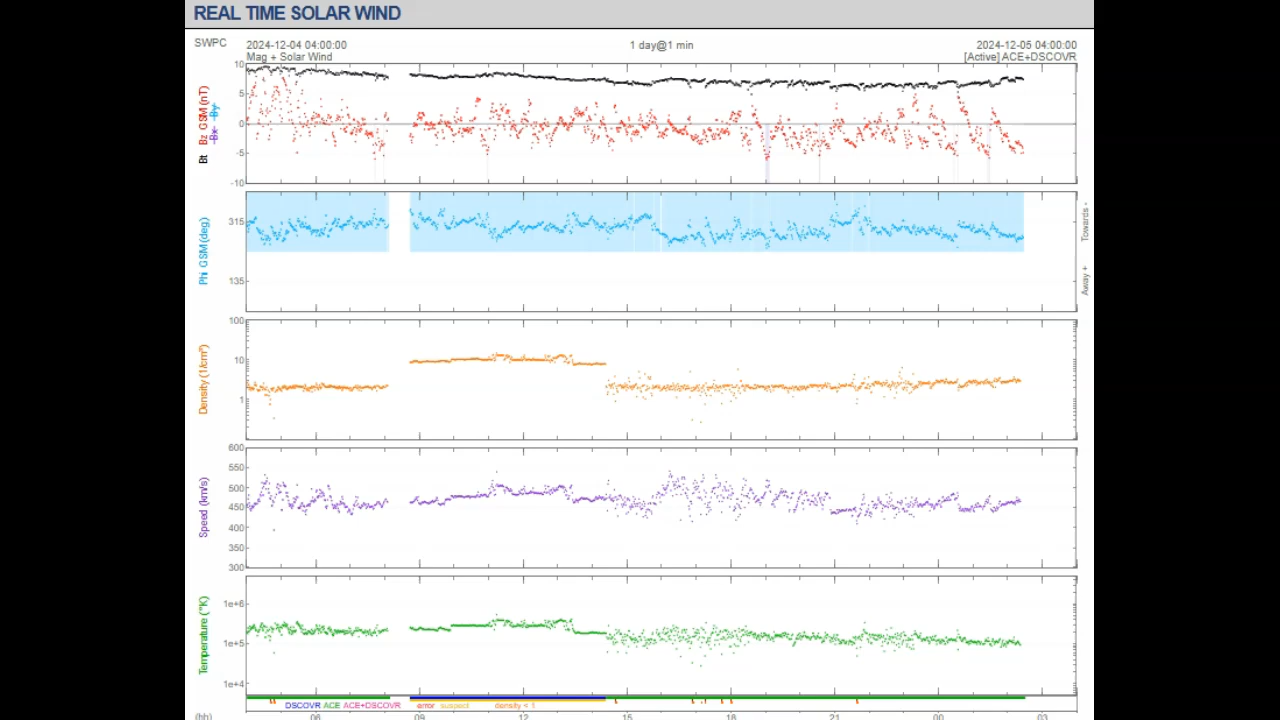 REAL TIME SOLAR WIND
SWPC
2024-12-04 04:00:00
1 day@1 min
2024-12-05 04:00:00
Mag + Solar Wind
[Active] ACE+DSCOVR
10
5
0
-5
-10
Bt Bz GSM (nT)
-Bx- -By-
315
135
Phi GSM (deg)
Towards -
Away +
100
10
1
Density (1/cm³)
600
550
500
450
400
350
300
Speed (km/s)
1e+6
1e+5
1e+4
Temperature (°K)
DSCOVR ACE ACE+DSCOVR error suspect density < 1
(hh) 06 09 12 15 18 21 00 03